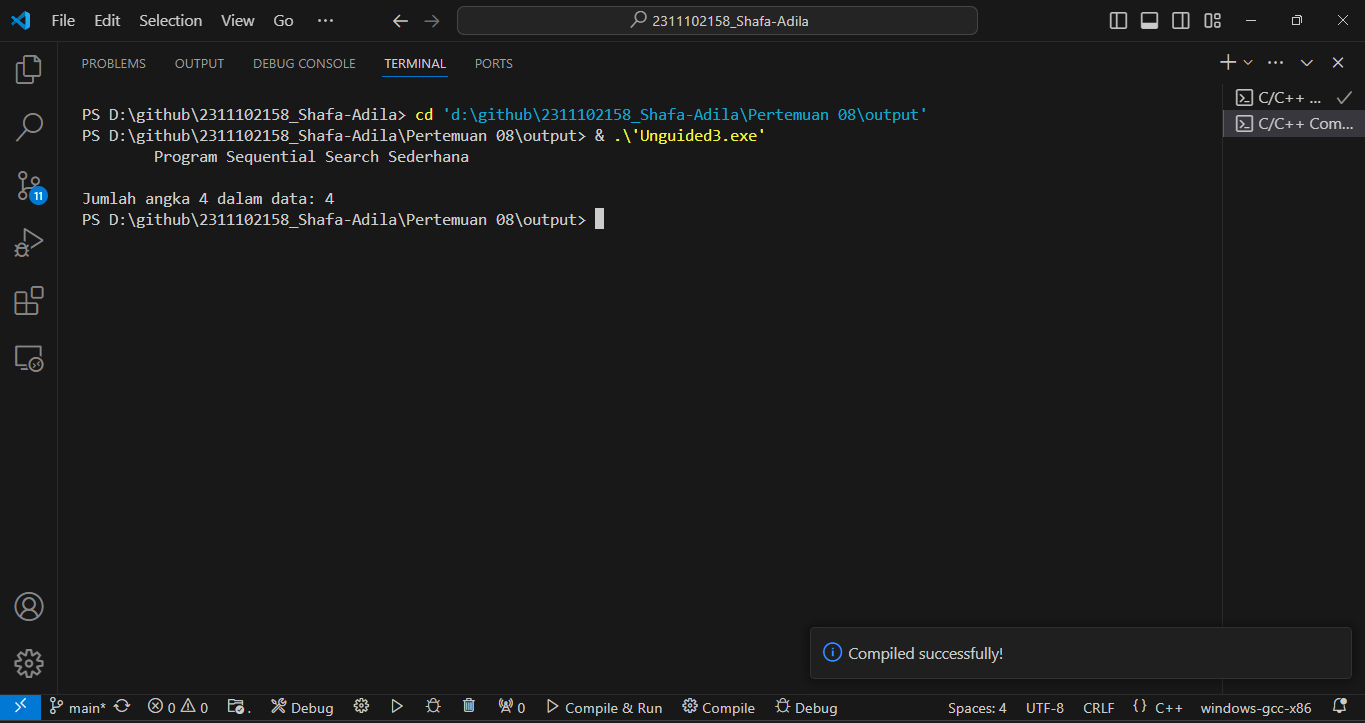 File Edit Selection View Go ··· 2311102158_Shafa-Adila
PROBLEMS OUTPUT DEBUG CONSOLE TERMINAL PORTS
PS D:\github\2311102158_Shafa-Adila> cd 'd:\github\2311102158_Shafa-Adila\Pertemuan 08\output'
PS D:\github\2311102158_Shafa-Adila\Pertemuan 08\output> & .\'Unguided3.exe'
Program Sequential Search Sederhana
Jumlah angka 4 dalam data: 4
PS D:\github\2311102158_Shafa-Adila\Pertemuan 08\output>
C/C++ ...
C/C++ Com...
11
Compiled successfully!
main* 0 0 . Debug 0 Compile & Run Compile Debug Spaces: 4 UTF-8 CRLF {} C++ windows-gcc-x86